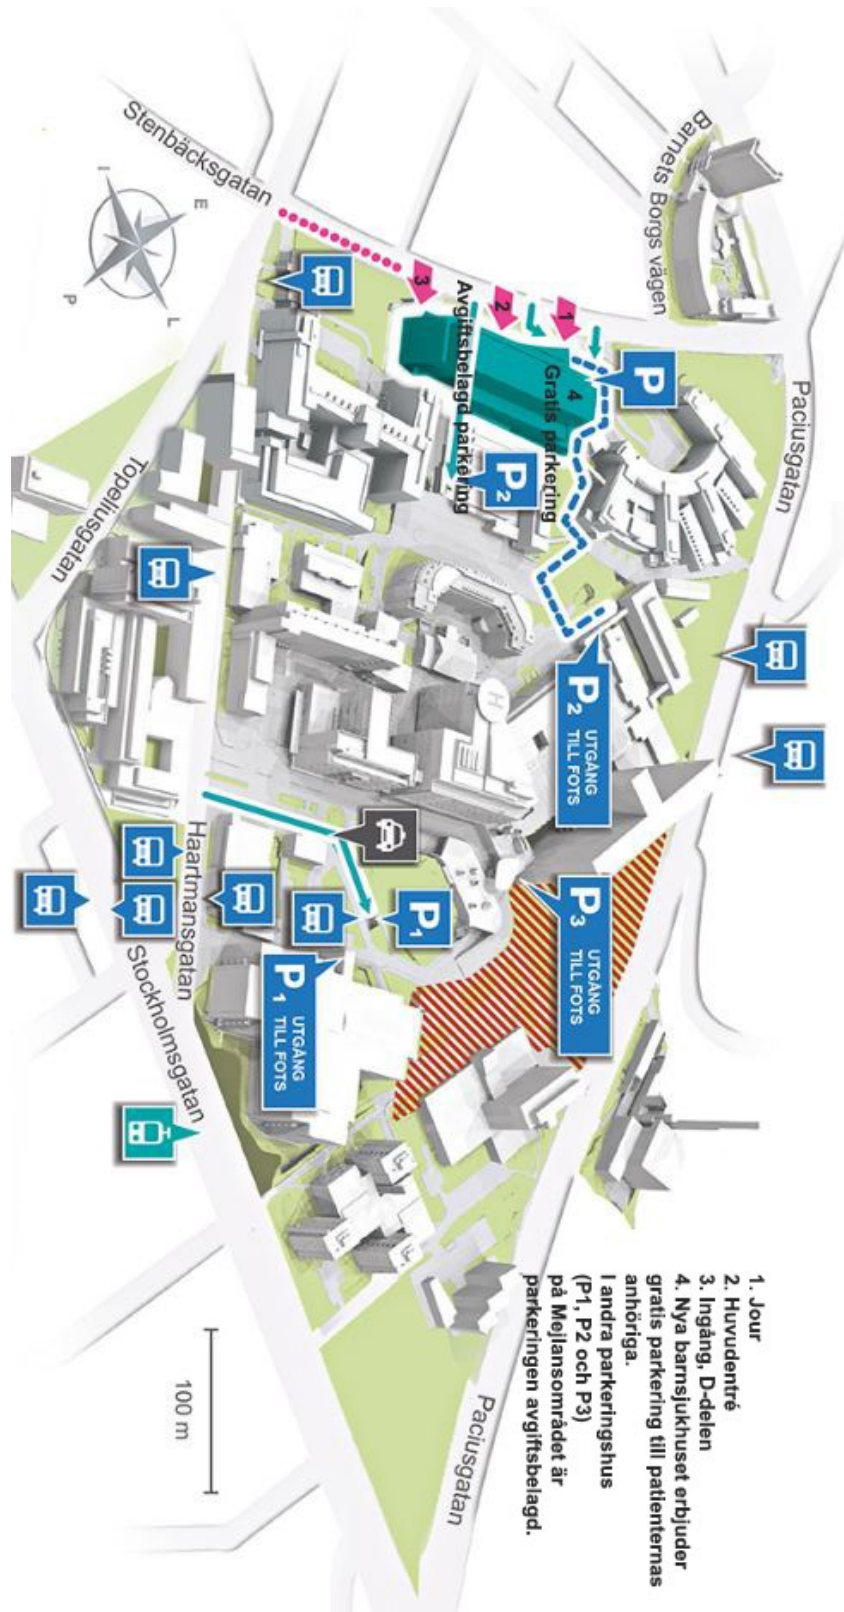 Stenbäcksgatan
Barnets Borgs vägen
Paciusgatan
I
E
P
L
3
2
1
Avgiftsbelagd parkering
Gratis parkering
4
P
P2
Topeliusgatan
P2 UTGÅNG
TILL FOTS
H
Haartmansgatan
P1
P3 UTGÅNG
TILL FOTS
P1 UTGÅNG
TILL FOTS
Stockholmsgatan
1. Jour
2. Huvudentré
3. Ingång, D-delen
4. Nya barnsjukhuset erbjuder
gratis parkering till patienternas
anhöriga.
I andra parkeringshus
(P1, P2 och P3)
på Mejlansområdet är
parkeringen avgiftsbelagd.
Paciusgatan
100 m